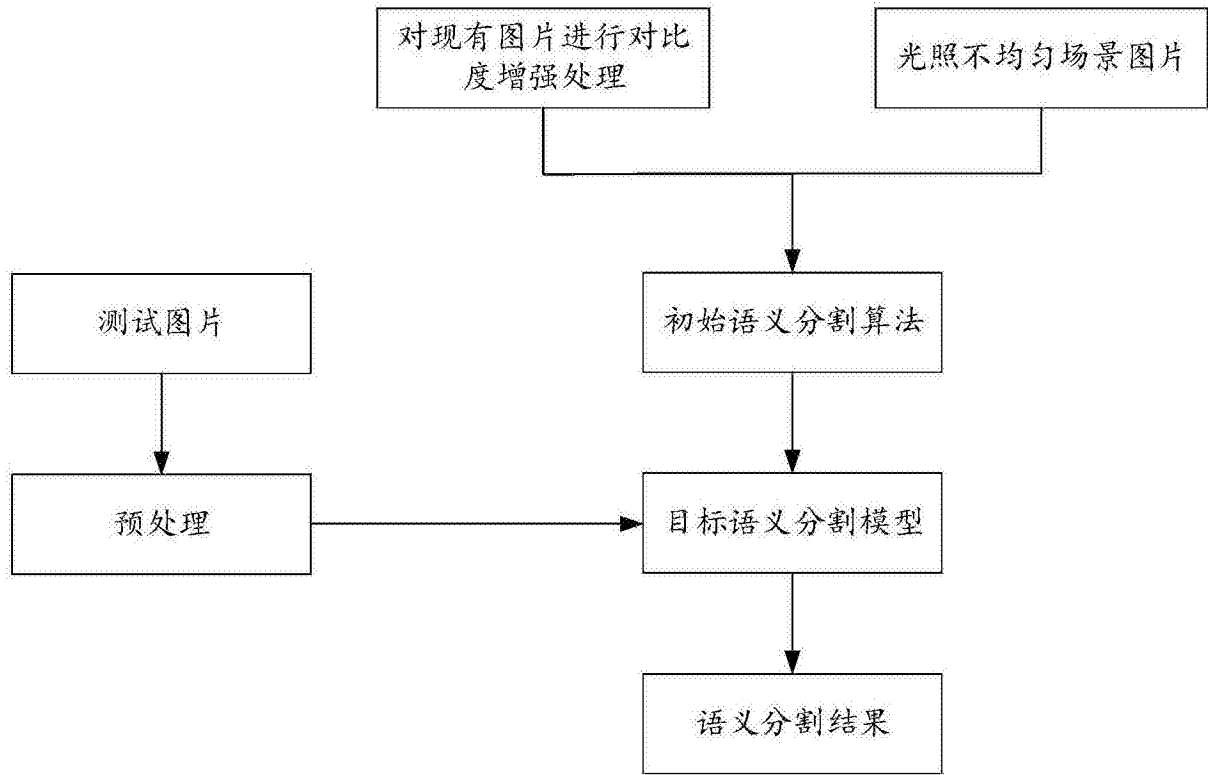 对现有图片进行对比
度增强处理
光照不均匀场景图片
测试图片
初始语义分割算法
预处理
目标语义分割模型
语义分割结果